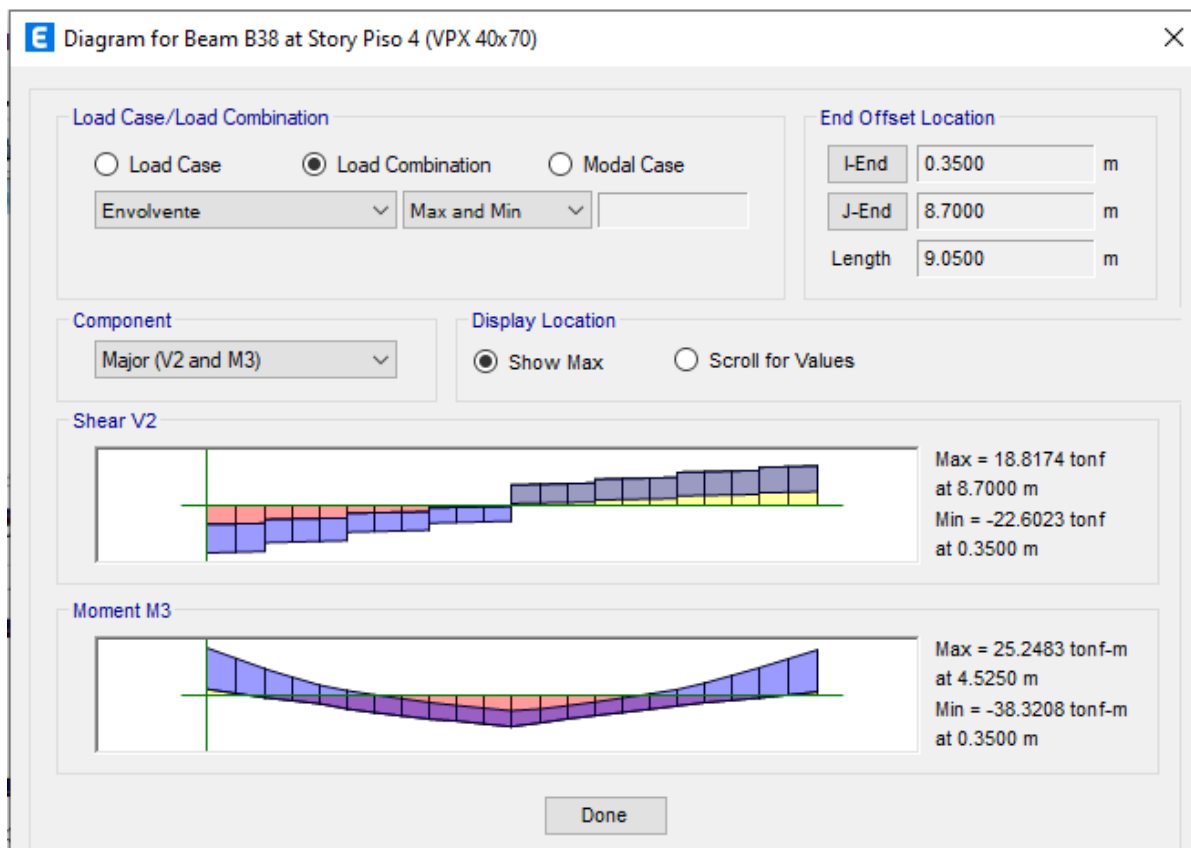 E Diagram for Beam B38 at Story Piso 4 (VPX 40x70)
Load Case/Load Combination
Load Case Load Combination Modal Case
Envolvente Max and Min
End Offset Location
I-End 0.3500 m
J-End 8.7000 m
Length 9.0500 m
Component
Major (V2 and M3)
Display Location
Show Max Scroll for Values
Shear V2
Max = 18.8174 tonf
at 8.7000 m
Min = -22.6023 tonf
at 0.3500 m
Moment M3
Max = 25.2483 tonf-m
at 4.5250 m
Min = -38.3208 tonf-m
at 0.3500 m
Done